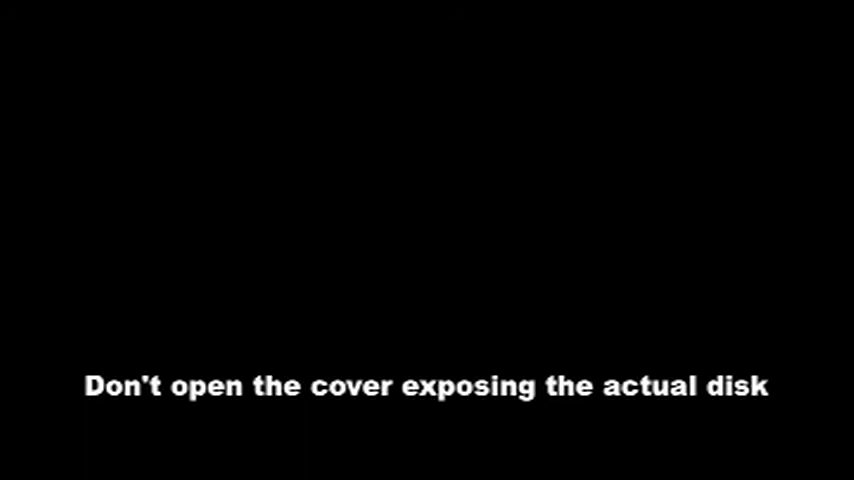 Don't open the cover exposing the actual disk